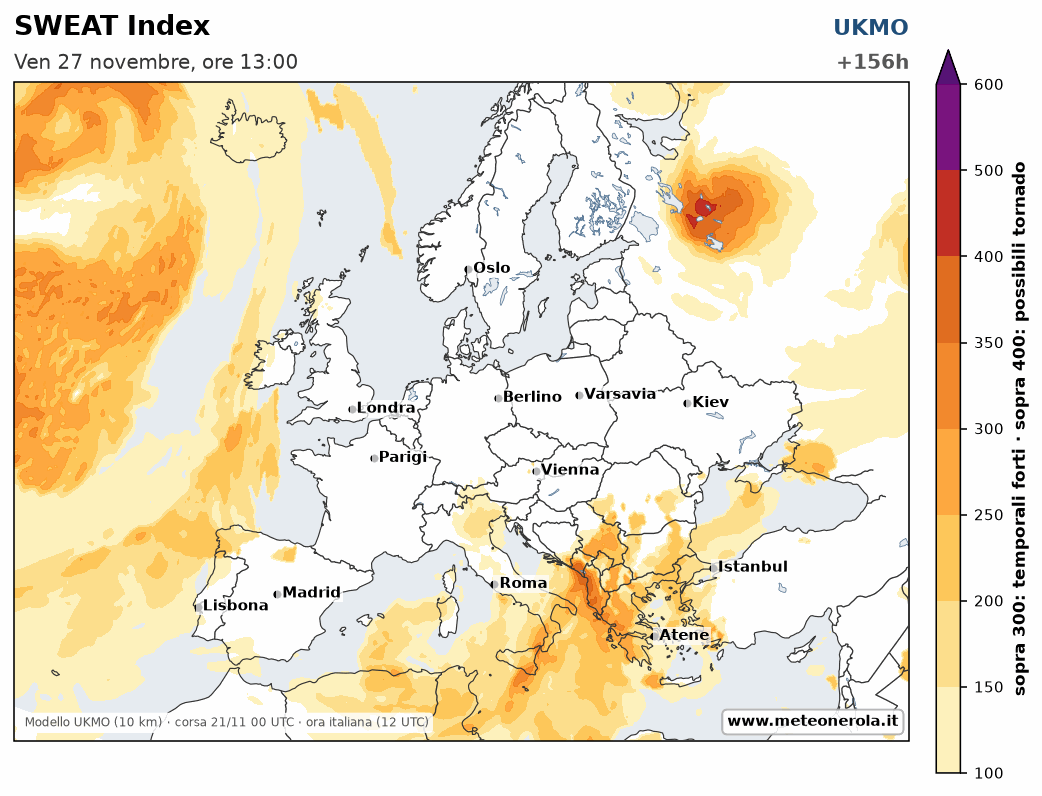 SWEAT Index
UKMO
Ven 27 novembre, ore 13:00
+156h
Oslo
Londra
Berlino
Varsavia
Kiev
Parigi
Vienna
Istanbul
Roma
Madrid
Lisbona
Atene
Modello UKMO (10 km) · corsa 21/11 00 UTC · ora italiana (12 UTC)
www.meteonerola.it
600
500
400
350
300
250
200
150
100
sopra 300: temporali forti · sopra 400: possibili tornado